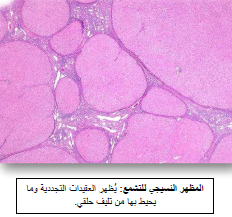 المظهر النسيجي للتشمع: يُظهر العقيدات التجددية وما
يحيط بها من تليف حلقي.